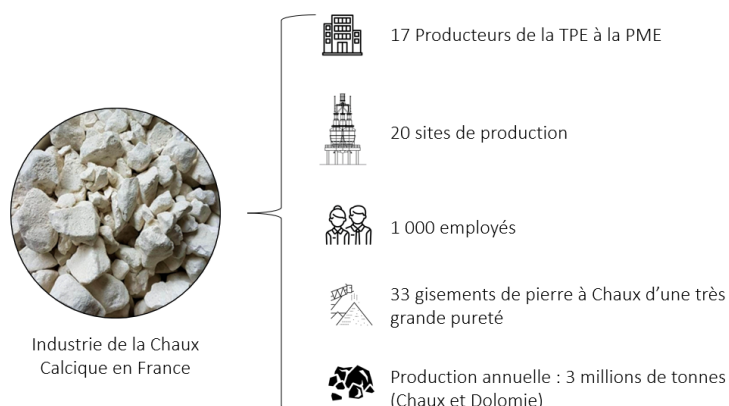 17 Producteurs de la TPE à la PME
20 sites de production
1 000 employés
33 gisements de pierre à Chaux d’une très
grande pureté
Industrie de la Chaux
Calcique en France
Production annuelle : 3 millions de tonnes
(Chaux et Dolomie)